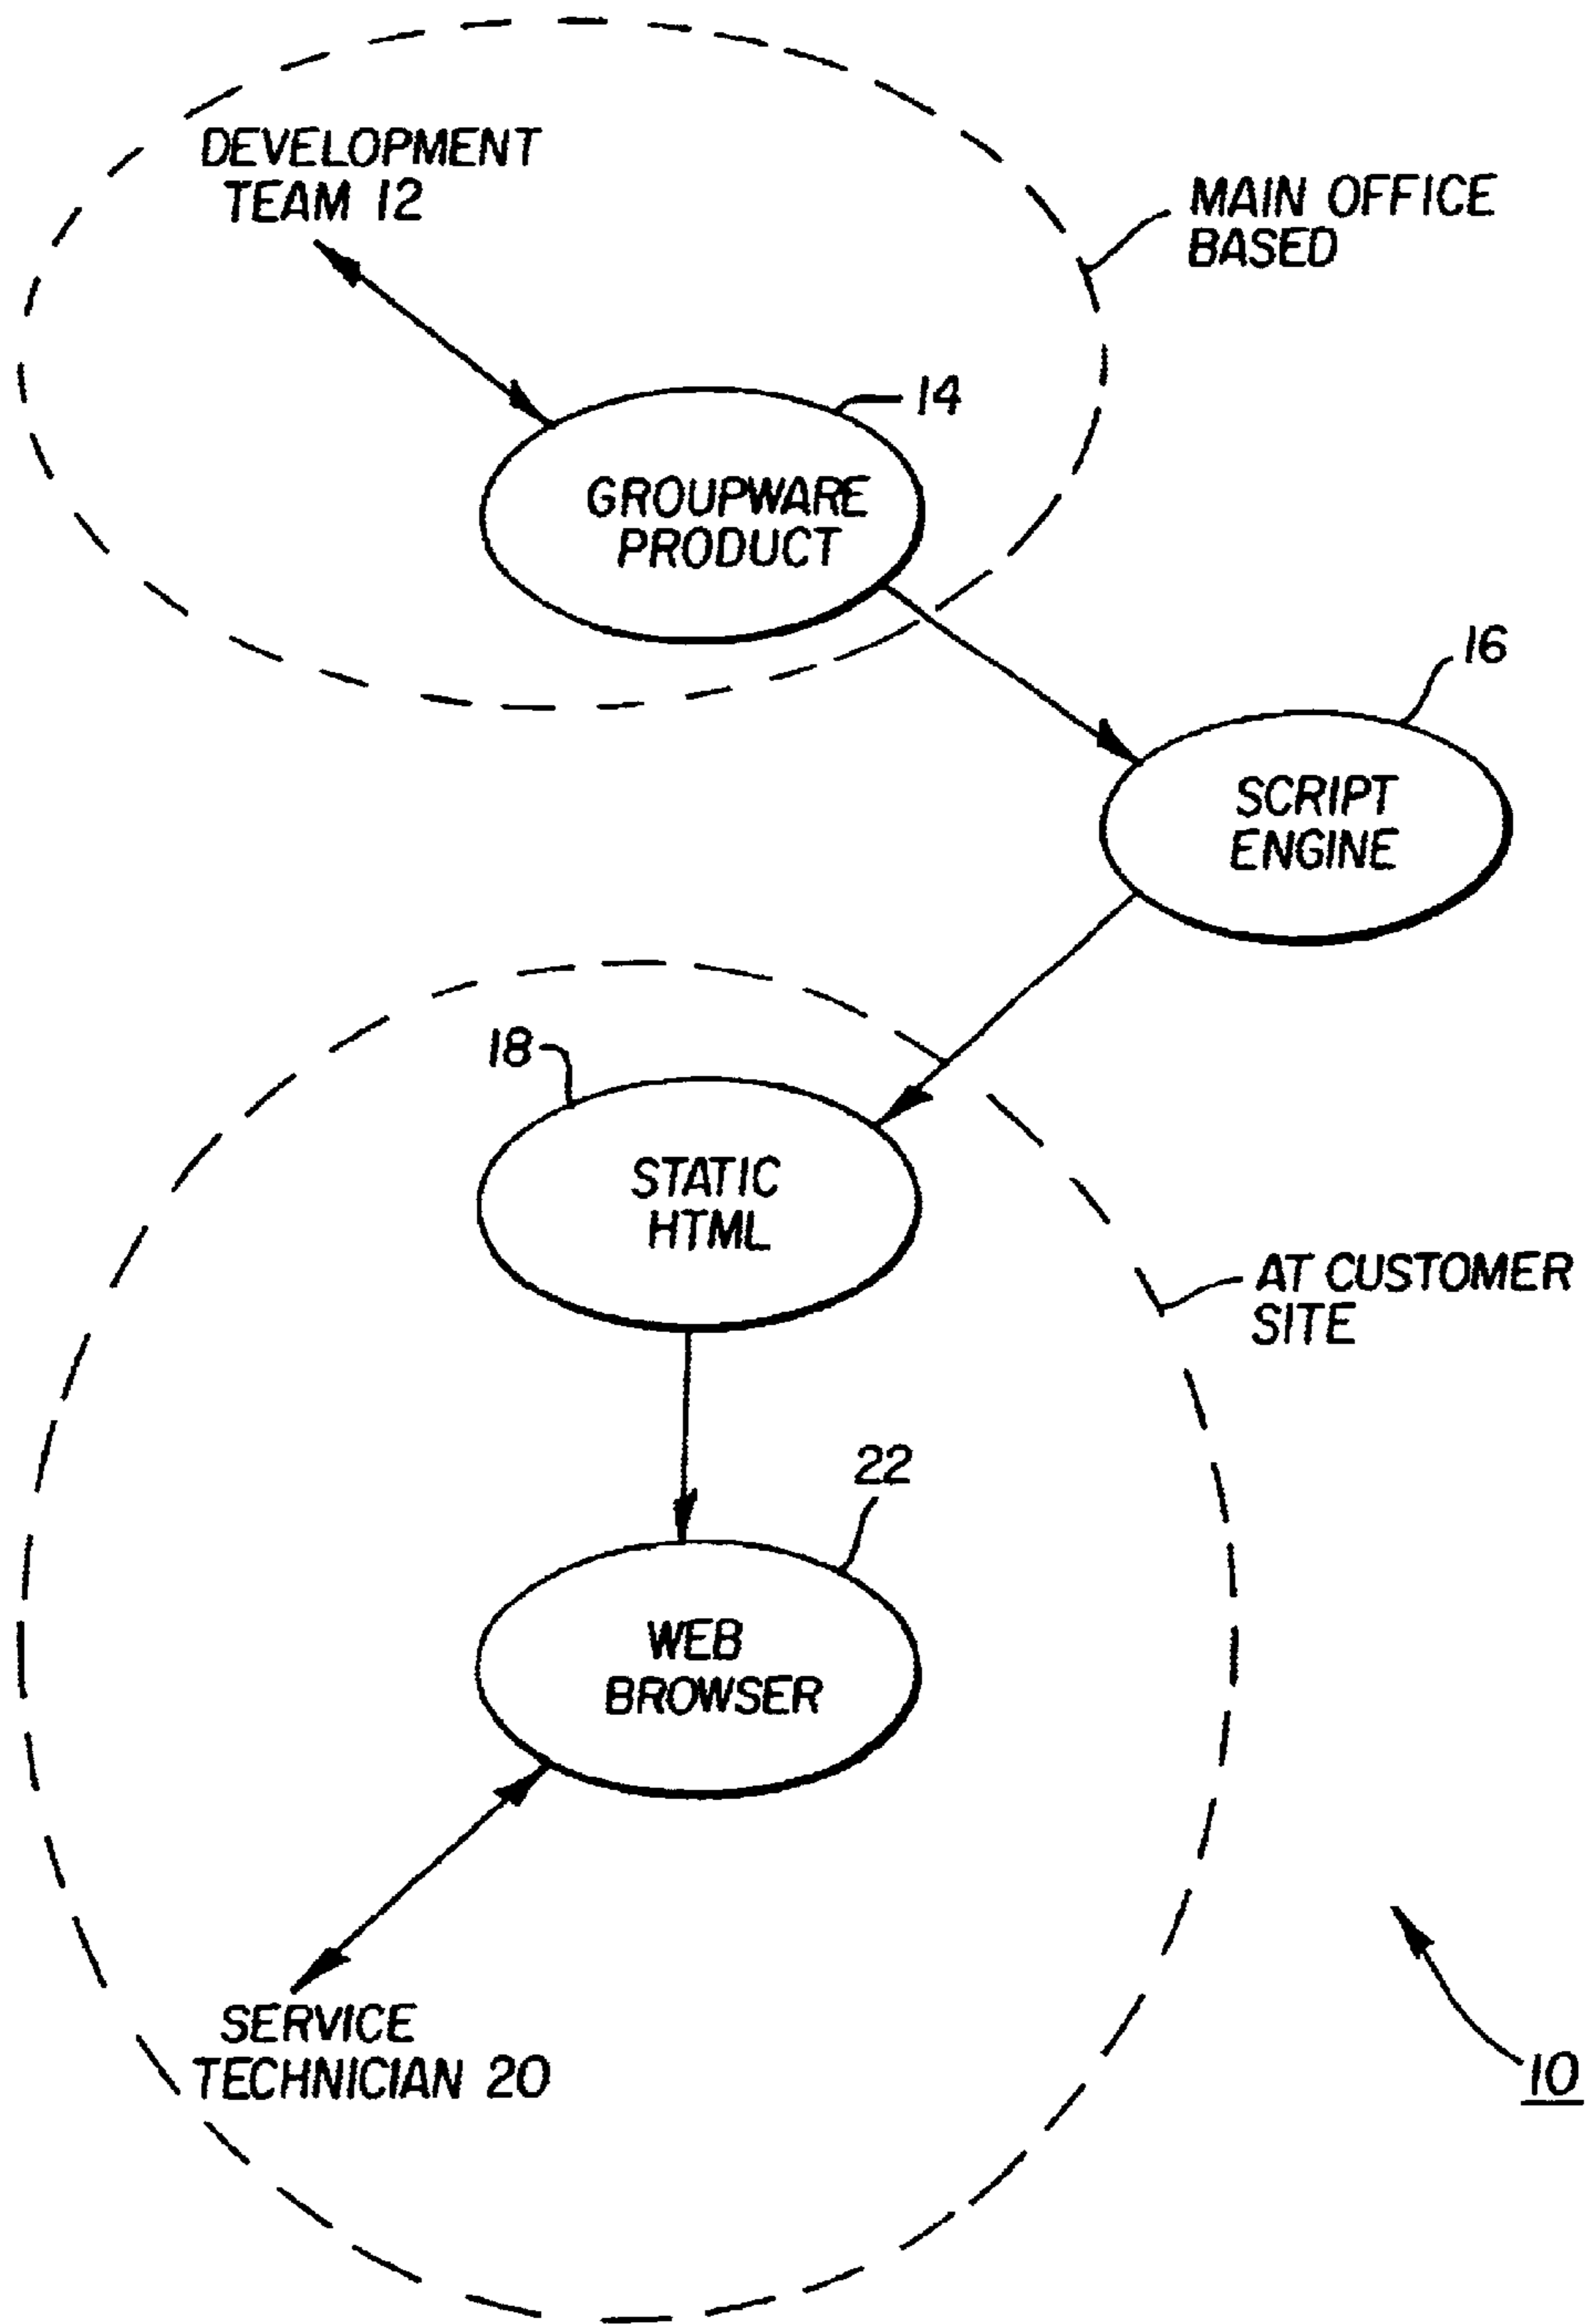 DEVELOPMENT
TEAM 12
MAIN OFFICE
BASED
14
GROUPWARE
PRODUCT
16
SCRIPT
ENGINE
18
STATIC
HTML
AT CUSTOMER
SITE
22
WEB
BROWSER
SERVICE
TECHNICIAN 20
10